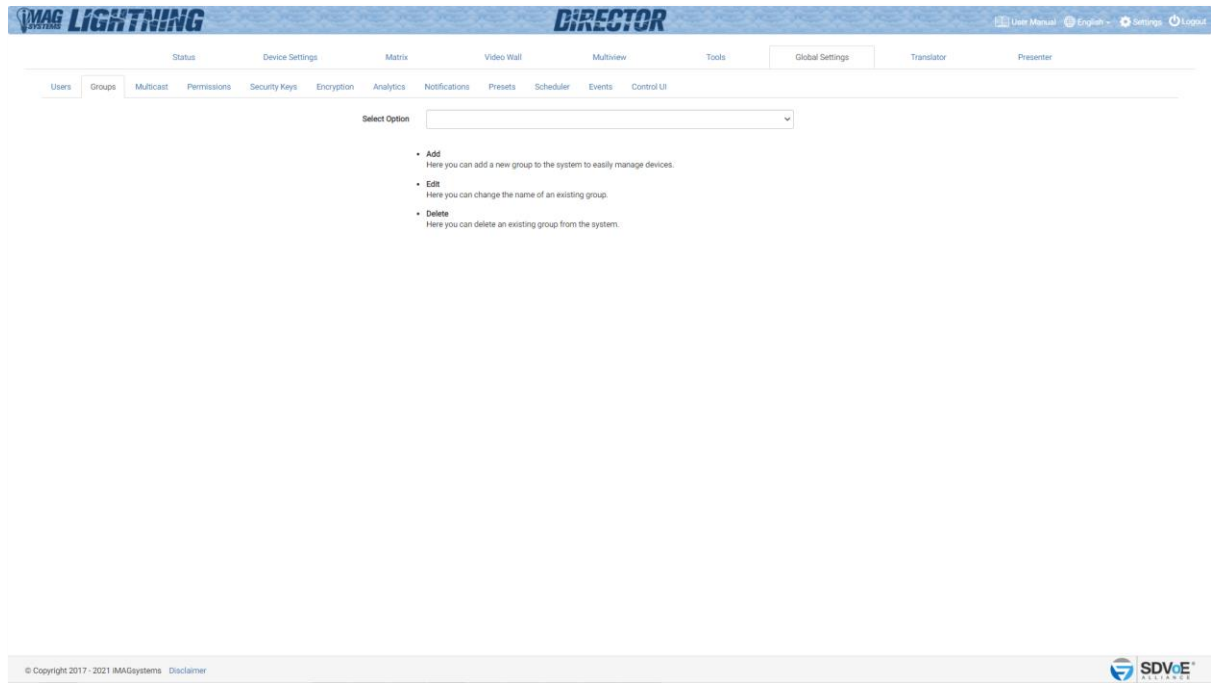 iMAG SYSTEMS LiGHTNiNG DiRECTOR User Manual English Settings Logout
Status Device Settings Matrix Video Wall Multiview Tools Global Settings Translator Presenter
Users Groups Multicast Permissions Security Keys Encryption Analytics Notifications Presets Scheduler Events Control UI
Select Option
• Add
Here you can add a new group to the system to easily manage devices.
• Edit
Here you can change the name of an existing group.
• Delete
Here you can delete an existing group from the system.
© Copyright 2017 - 2021 iMAGsystems Disclaimer SDVoE
ALLIANCE